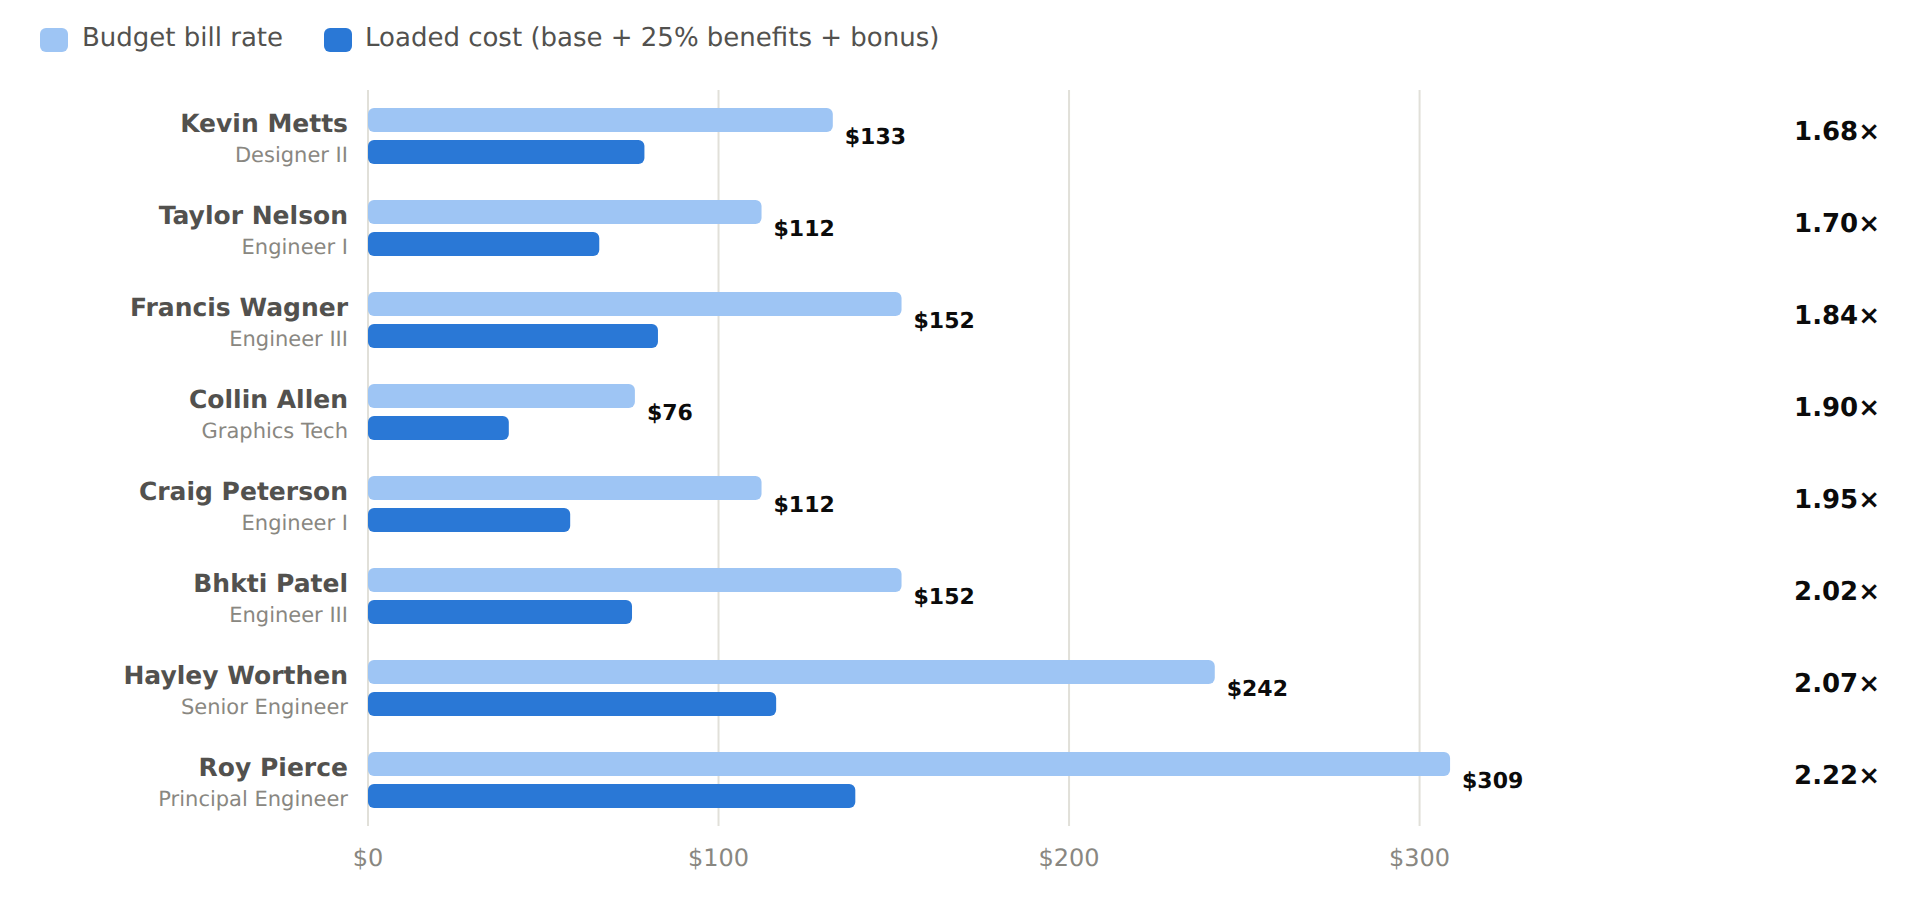 Budget bill rate
Loaded cost (base + 25% benefits + bonus)
Kevin Metts
Designer II
$133
1.68×
Taylor Nelson
Engineer I
$112
1.70×
Francis Wagner
Engineer III
$152
1.84×
Collin Allen
Graphics Tech
$76
1.90×
Craig Peterson
Engineer I
$112
1.95×
Bhkti Patel
Engineer III
$152
2.02×
Hayley Worthen
Senior Engineer
$242
2.07×
Roy Pierce
Principal Engineer
$309
2.22×
$0
$100
$200
$300